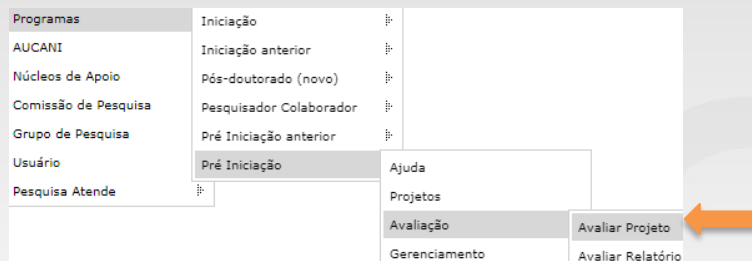 Programas
AUCANI
Núcleos de Apoio
Comissão de Pesquisa
Grupo de Pesquisa
Usuário
Pesquisa Atende
Iniciação
Iniciação anterior
Pós-doutorado (novo)
Pesquisador Colaborador
Pré Iniciação anterior
Pré Iniciação
Ajuda
Projetos
Avaliação
Gerenciamento
Avaliar Projeto
Avaliar Relatório